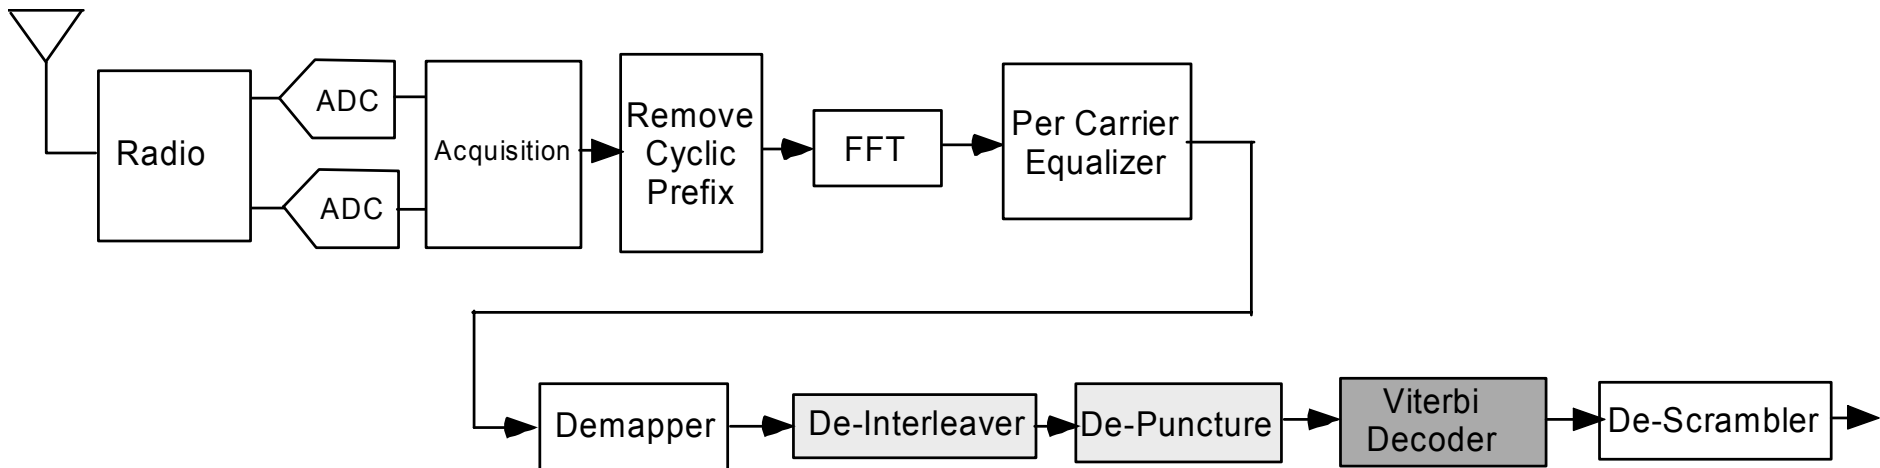 Radio
ADC
ADC
Acquisition
Remove
Cyclic
Prefix
FFT
Per Carrier
Equalizer
Demapper
De-Interleaver
De-Puncture
Viterbi
Decoder
De-Scrambler